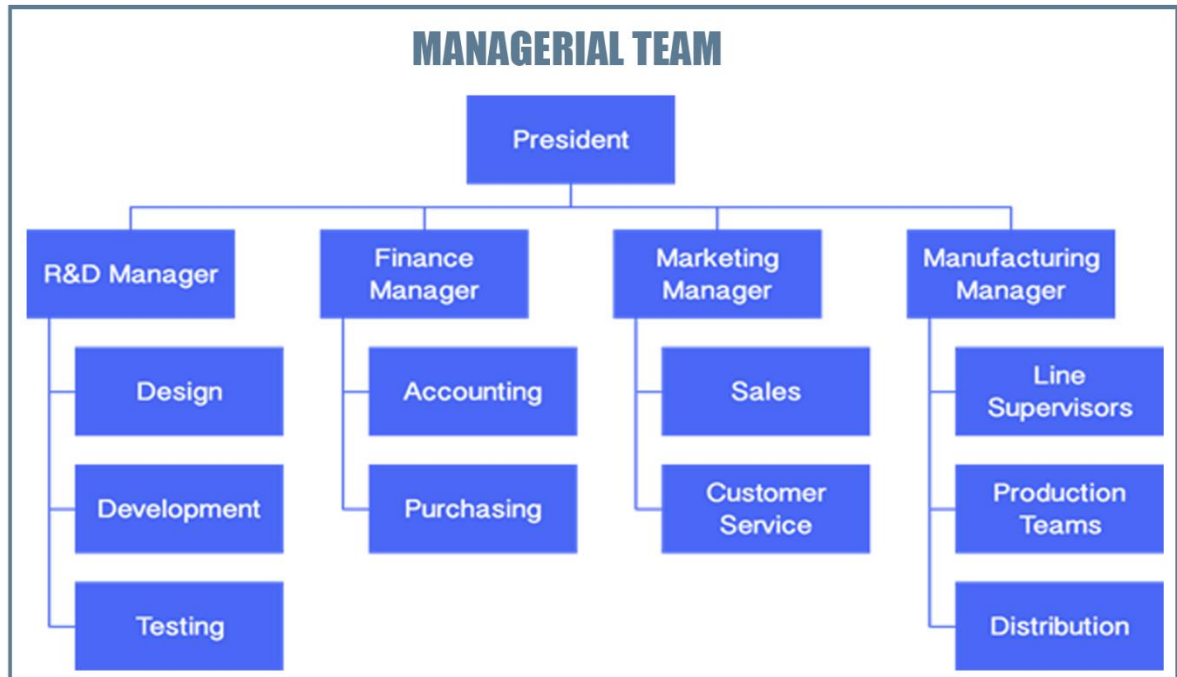 MANAGERIAL TEAM
President
R&D Manager
Finance
Manager
Marketing
Manager
Manufacturing
Manager
Design
Accounting
Sales
Line
Supervisors
Development
Purchasing
Customer
Service
Production
Teams
Testing
Distribution